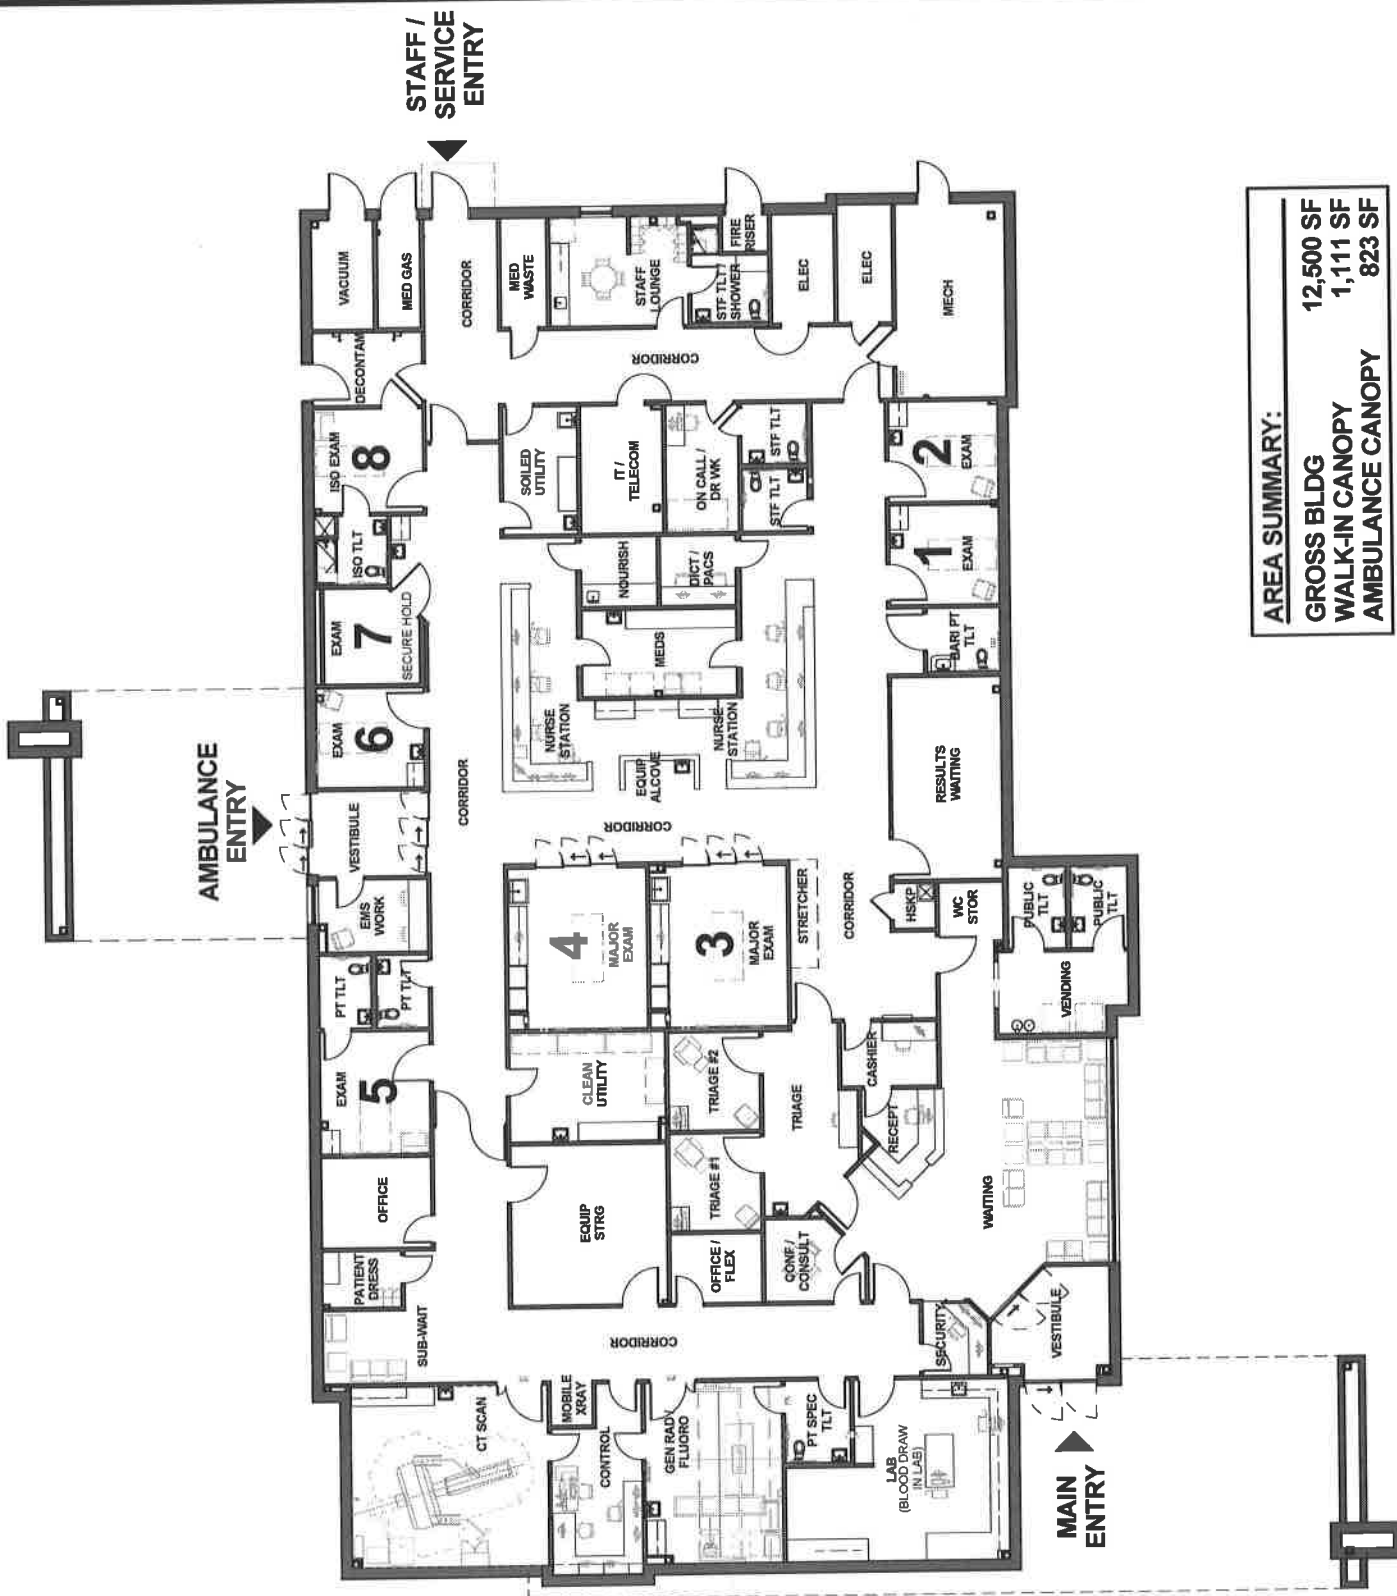 STAFF /
SERVICE
ENTRY
AMBULANCE
ENTRY
VACUUM
MED GAS
CORRIDOR
MED
WASTE
STAFF
LOUNGE
STF TLT /
SHOWER
FIRE
RISER
ELEC
ELEC
MECH
DECONTAM
CORRIDOR
ISO EXAM
8
ISO TLT
SOILED
UTILITY
IT /
TELECOM
ON CALL /
DR WK
STF TLT
STF TLT
2
EXAM
1
EXAM
EXAM
7
SECURE HOLD
NOURISH
DICT /
PACS
MEDS
BARI PT
TLT
EXAM
6
NURSE
STATION
NURSE
STATION
EQUIP
ALCOVE
RESULTS
WAITING
VESTIBULE
CORRIDOR
CORRIDOR
EMS
WORK
4
MAJOR
EXAM
3
MAJOR
EXAM
STRETCHER
CORRIDOR
HSKP
WC
STOR
PUBLIC
TLT
PUBLIC
TLT
PT TLT
PT TLT
VENDING
EXAM
5
CLEAN
UTILITY
TRIAGE #2
TRIAGE
CASHIER
RECEPT
TRIAGE #1
WAITING
OFFICE
EQUIP
STRG
OFFICE /
FLEX
CONF /
CONSULT
PATIENT
DRESS
SUB-WAIT
CORRIDOR
SECURITY
VESTIBULE
CT SCAN
MOBILE
XRAY
CONTROL
GEN RAD/
FLUORO
PT SPEC
TLT
LAB
(BLOOD DRAW
IN LAB)
MAIN
ENTRY
AREA SUMMARY:
GROSS BLDG 12,500 SF
WALK-IN CANOPY 1,111 SF
AMBULANCE CANOPY 823 SF